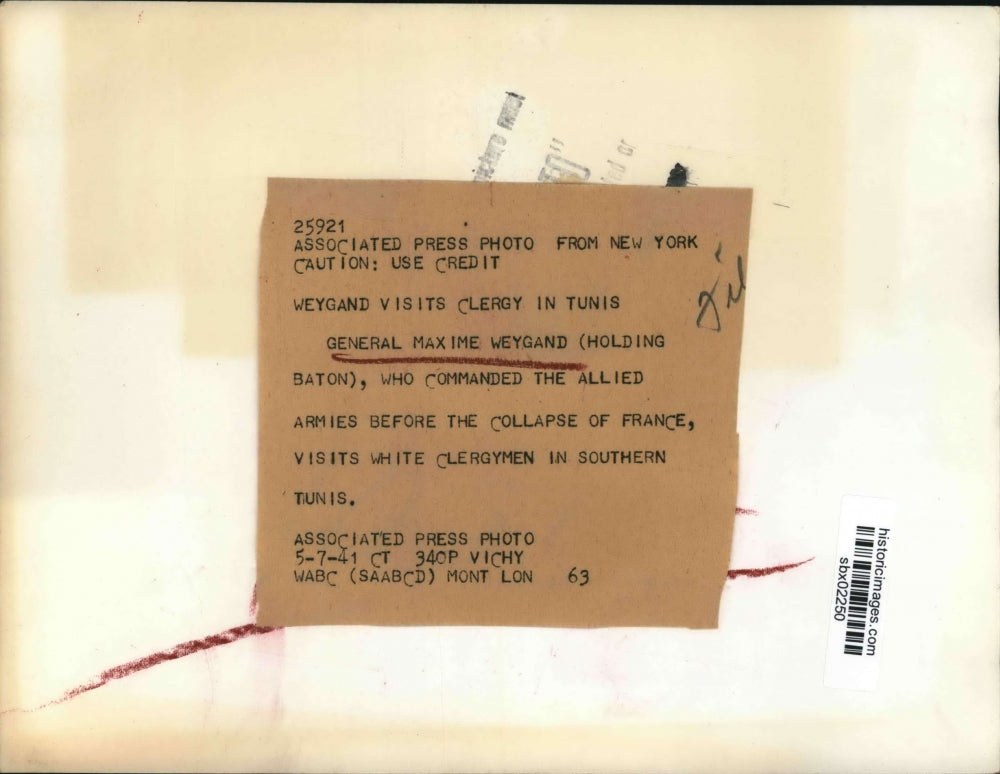 25921
ASSOCIATED PRESS PHOTO FROM NEW YORK
CAUTION: USE CREDIT
WEYGAND VISITS CLERGY IN TUNIS
GENERAL MAXIME WEYGAND (HOLDING
BATON), WHO COMMANDED THE ALLIED
ARMIES BEFORE THE COLLAPSE OF FRANCE,
VISITS WHITE CLERGYMEN IN SOUTHERN
TUNIS.
ASSOCIATED PRESS PHOTO
5-7-41 CT 340P VICHY
WABC (SAABCD) MONT LON 63
historicimages.com
sbx02250